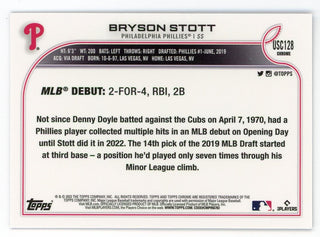 BRYSON STOTT
PHILADELPHIA PHILLIES | SS
USC128
CHROME
HT: 6'3" WT: 200 BATS: LEFT THROWS: RIGHT DRAFTED: PHILLIES #1-JUNE, 2019
ACQ: VIA DRAFT BORN: 10-6-97, LAS VEGAS, NV HOME: LAS VEGAS, NV
@TOPPS
MLB® DEBUT: 2-FOR-4, RBI, 2B
Not since Denny Doyle batted against the Cubs on April 7, 1970, had a
Phillies player collected multiple hits in a MLB debut on Opening Day
until Stott did it in 2022. The 14th pick of the 2019 MLB Draft started
at third base – a position he'd played only seven times through his
Minor League climb.
Topps
PLAYERS